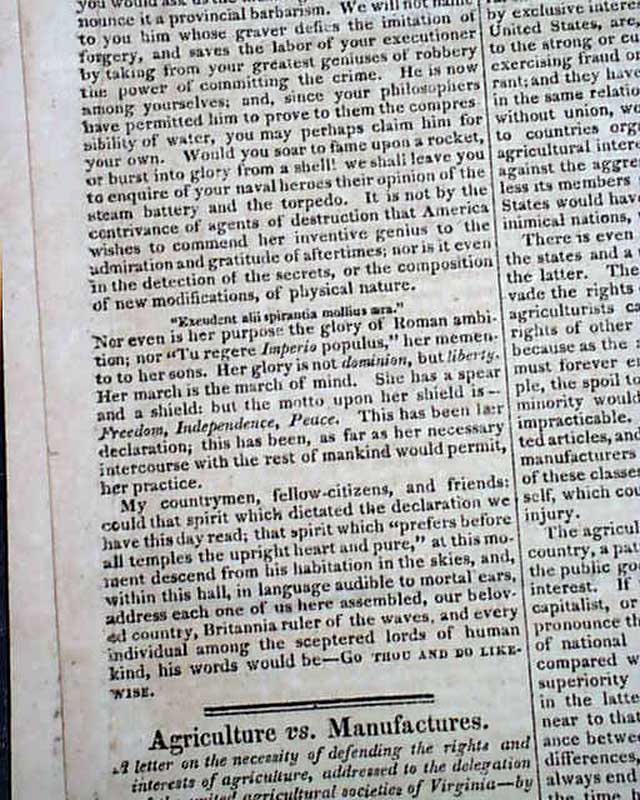 you would ask us
nounce it a provincial barbarism. We will not name
to you him whose graver defies the imitation of
forgery, and saves the labor of your executioner
by taking from your greatest geniuses of robbery
the power of committing the crime. He is now
among yourselves; and, since your philosophers
have permitted him to prove to them the compres-
sibility of water, you may perhaps claim him for
your own. Would you soar to fame upon a rocket,
or burst into glory from a shell! we shall leave you
to enquire of your naval heroes their opinion of the
steam battery and the torpedo. It is not by the
contrivance of agents of destruction that America
wishes to commend her inventive genius to the
admiration and gratitude of aftertimes; nor is it even
in the detection of the secrets, or the composition
of new modifications, of physical nature.
"Excudent alii spirantia mollius æra."
Nor even is her purpose the glory of Roman ambi-
tion; nor "Tu regere Imperio populus," her memen-
to to her sons. Her glory is not dominion, but liberty.
Her march is the march of mind. She has a spear
and a shield: but the motto upon her shield is—
Freedom, Independence, Peace. This has been her
declaration; this has been, as far as her necessary
intercourse with the rest of mankind would permit,
her practice.
My countrymen, fellow-citizens, and friends:
could that spirit which dictated the declaration we
have this day read; that spirit which "prefers before
all temples the upright heart and pure," at this mo-
ment descend from his habitation in the skies, and,
within this hall, in language audible to mortal ears,
address each one of us here assembled, our belov-
ed country, Britannia ruler of the waves, and every
individual among the sceptered lords of human
kind, his words would be—GO THOU AND DO LIKE-
WISE.
Agriculture vs. Manufactures.
A letter on the necessity of defending the rights and
interests of agriculture, addressed to the delegation
of the united agricultural societies of Virginia—by
by exclusive
United States, are
to the strong or
exercising fraud or
rant; and they have
in the same
without union, w
to countries
agricultural
against the
less its members
States would have
inimical nations,
There is even
the states and a
the latter. The
vade the rights
agriculturists
rights of other
because as the
must forever
ple, the spoil
minority would
impracticable.
ted articles, and
manufacturers
of these classes
self, which
injury.
The
country, a
the public
interest. If
capitalist, or
pronounce
of national
compared w
superiority
in the latte
near to that
ance
differences,
always end
the time